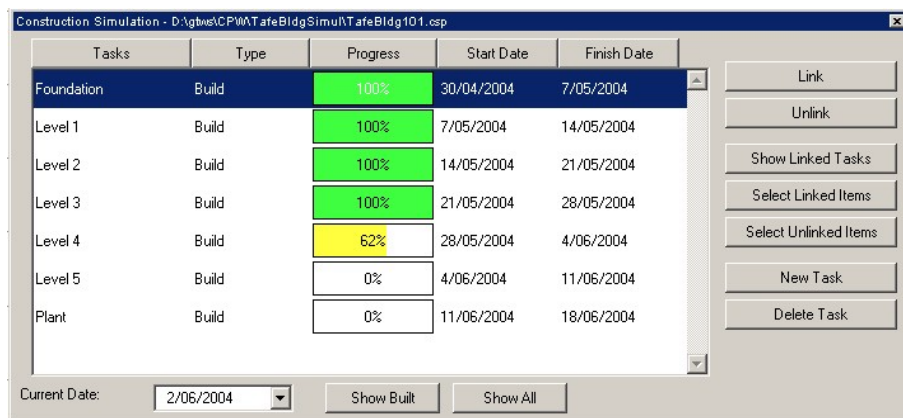 Construction Simulation - D:\gtws\CPW\TafeBldgSimul\TafeBldg101.csp
Tasks Type Progress Start Date Finish Date
Foundation Build 100% 30/04/2004 7/05/2004
Level 1 Build 100% 7/05/2004 14/05/2004
Level 2 Build 100% 14/05/2004 21/05/2004
Level 3 Build 100% 21/05/2004 28/05/2004
Level 4 Build 62% 28/05/2004 4/06/2004
Level 5 Build 0% 4/06/2004 11/06/2004
Plant Build 0% 11/06/2004 18/06/2004
Link
Unlink
Show Linked Tasks
Select Linked Items
Select Unlinked Items
New Task
Delete Task
Current Date: 2/06/2004 Show Built Show All